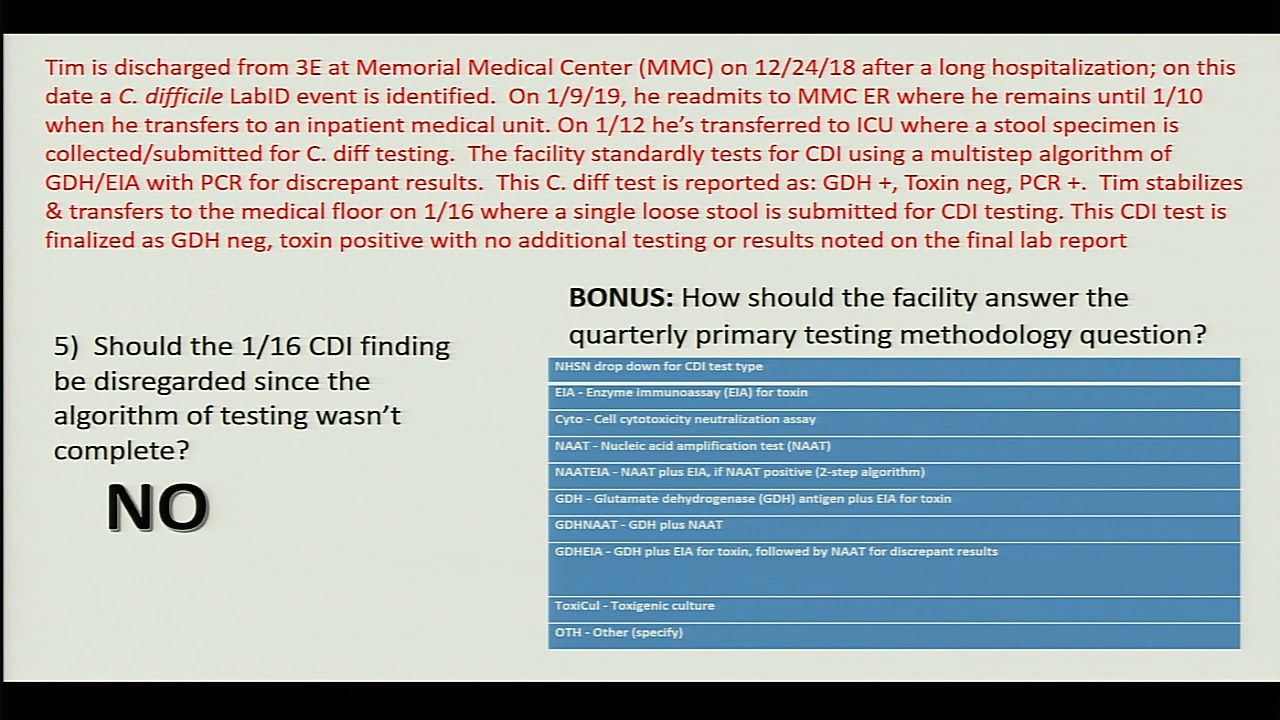 Tim is discharged from 3E at Memorial Medical Center (MMC) on 12/24/18 after a long hospitalization; on this
date a C. difficile LabID event is identified. On 1/9/19, he readmits to MMC ER where he remains until 1/10
when he transfers to an inpatient medical unit. On 1/12 he's transferred to ICU where a stool specimen is
collected/submitted for C. diff testing. The facility standardly tests for CDI using a multistep algorithm of
GDH/EIA with PCR for discrepant results. This C. diff test is reported as: GDH +, Toxin neg, PCR +. Tim stabilizes
& transfers to the medical floor on 1/16 where a single loose stool is submitted for CDI testing. This CDI test is
finalized as GDH neg, toxin positive with no additional testing or results noted on the final lab report
5) Should the 1/16 CDI finding
be disregarded since the
algorithm of testing wasn't
complete?
NO
BONUS: How should the facility answer the
quarterly primary testing methodology question?
NHSN drop down for CDI test type
EIA - Enzyme immunoassay (EIA) for toxin
Cyto - Cell cytotoxicity neutralization assay
NAAT - Nucleic acid amplification test (NAAT)
NAATEIA - NAAT plus EIA, if NAAT positive (2-step algorithm)
GDH - Glutamate dehydrogenase (GDH) antigen plus EIA for toxin
GDHNAAT - GDH plus NAAT
GDHEIA - GDH plus EIA for toxin, followed by NAAT for discrepant results
ToxiCul - Toxigenic culture
OTH - Other (specify)